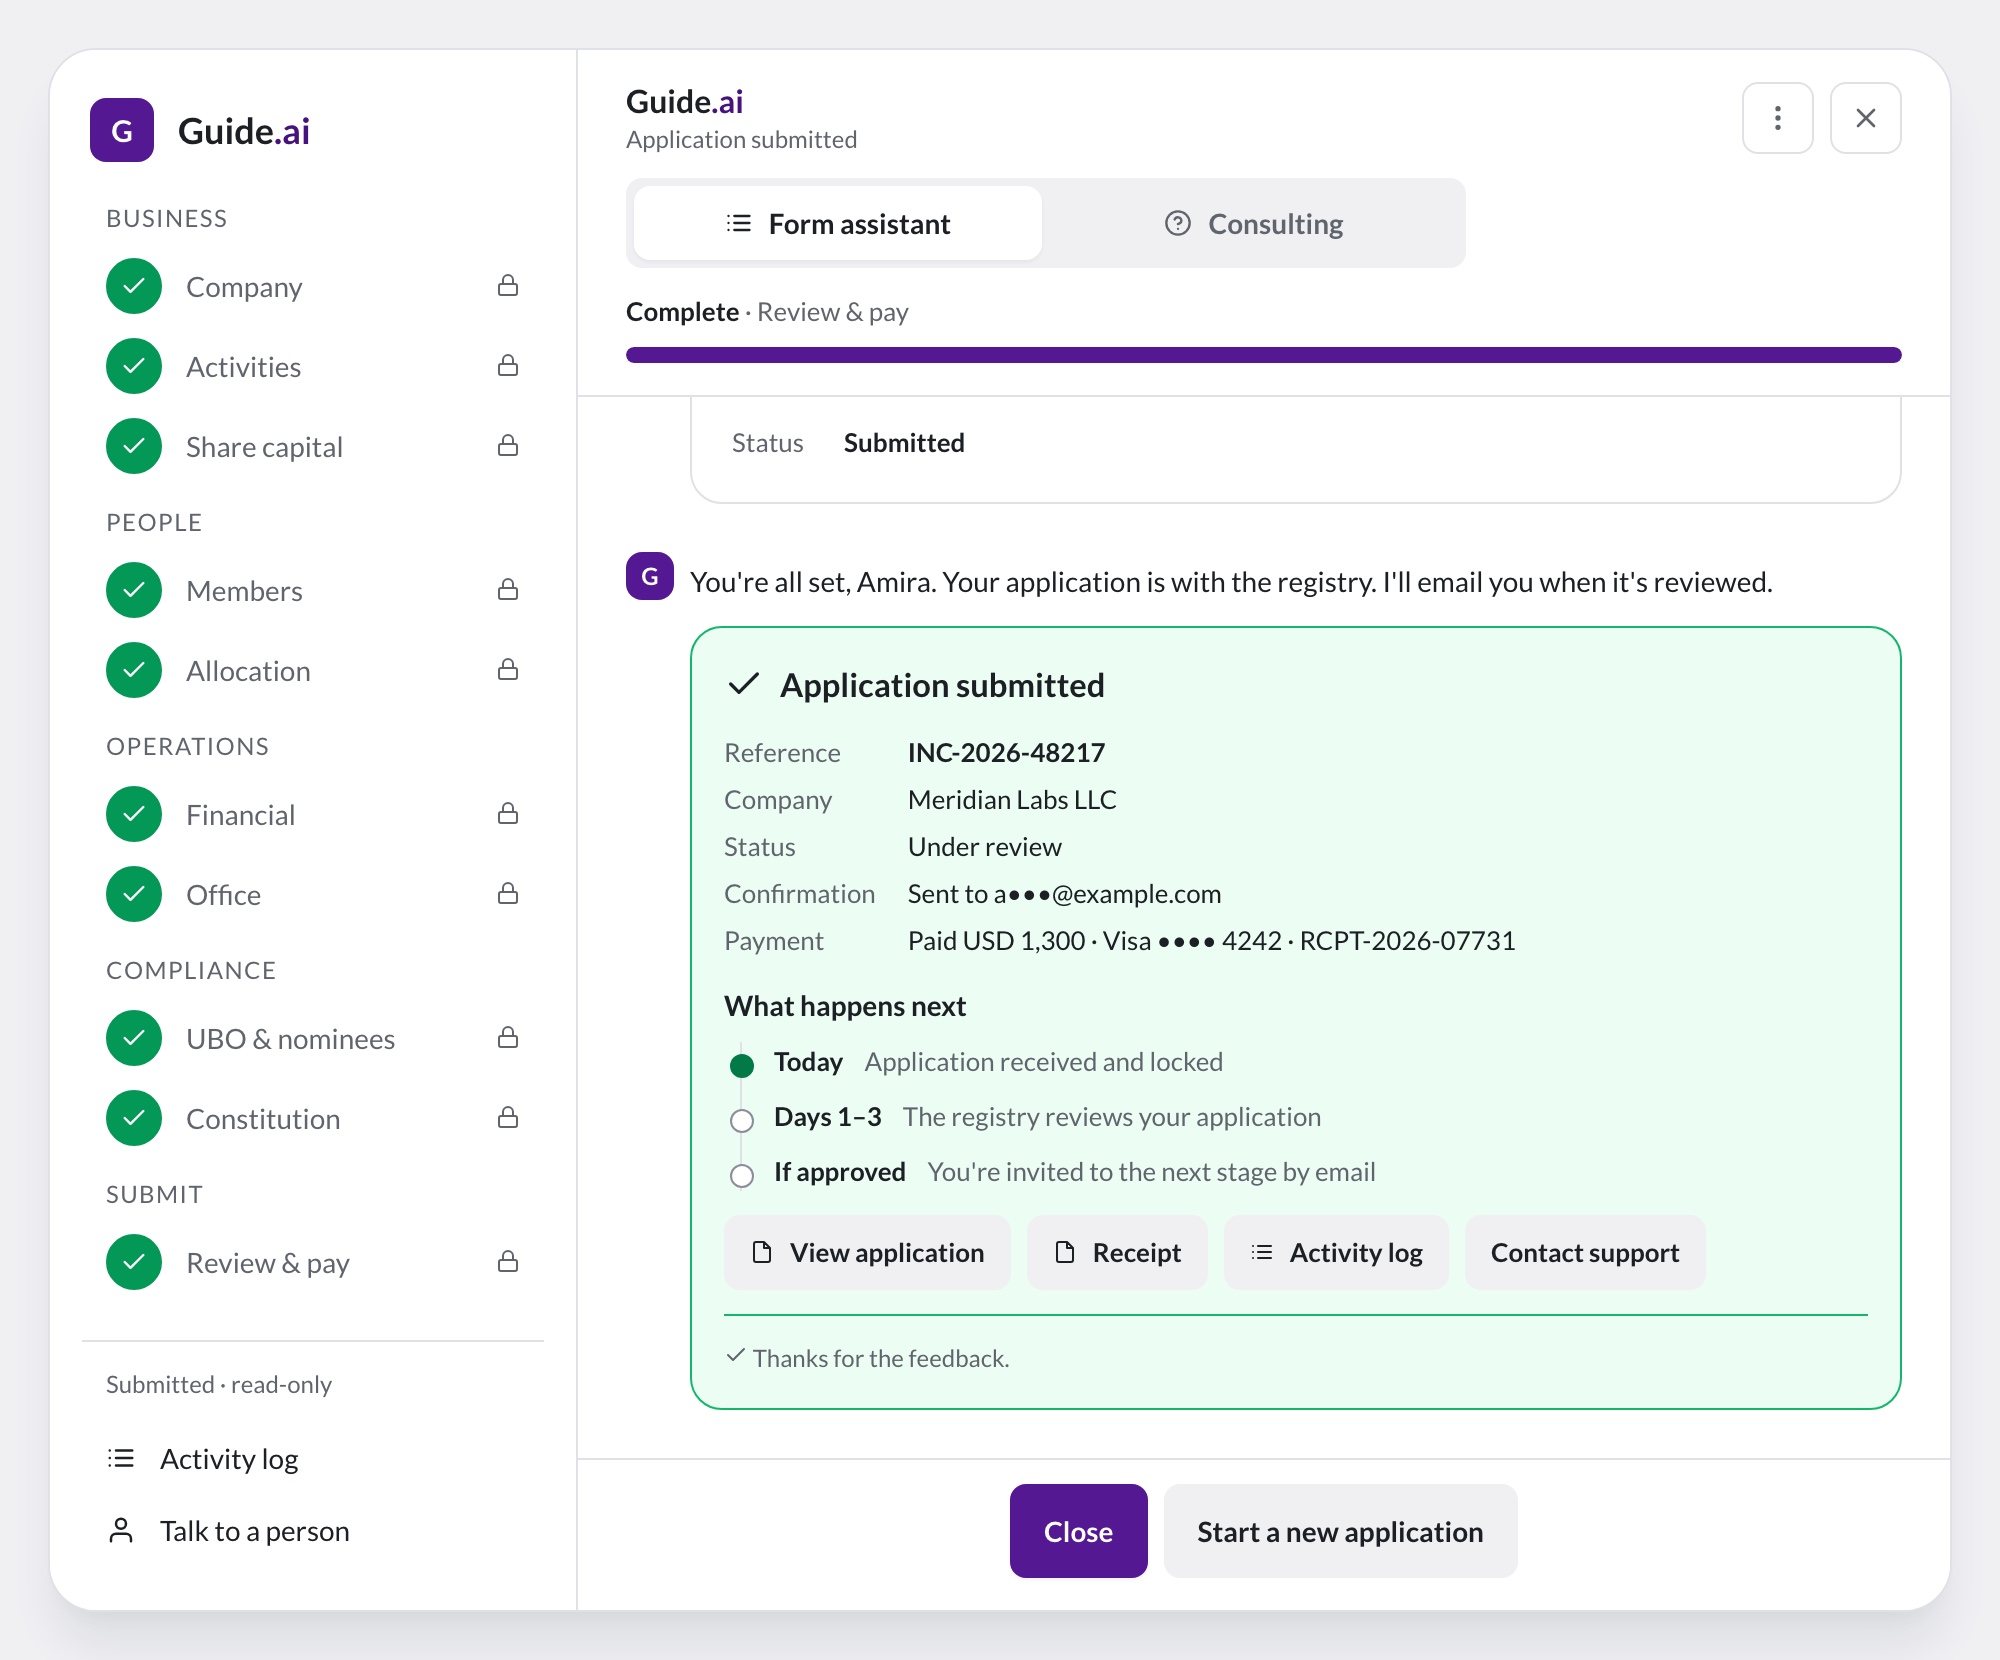 G Guide.ai
BUSINESS
Company
Activities
Share capital
PEOPLE
Members
Allocation
OPERATIONS
Financial
Office
COMPLIANCE
UBO & nominees
Constitution
SUBMIT
Review & pay
Submitted · read-only
Activity log
Talk to a person
Guide.ai
Application submitted
Form assistant
Consulting
Complete · Review & pay
Status Submitted
G You're all set, Amira. Your application is with the registry. I'll email you when it's reviewed.
Application submitted
Reference INC-2026-48217
Company Meridian Labs LLC
Status Under review
Confirmation Sent to a•••@example.com
Payment Paid USD 1,300 · Visa •••• 4242 · RCPT-2026-07731
What happens next
Today Application received and locked
Days 1–3 The registry reviews your application
If approved You're invited to the next stage by email
View application Receipt Activity log Contact support
Thanks for the feedback.
Close Start a new application